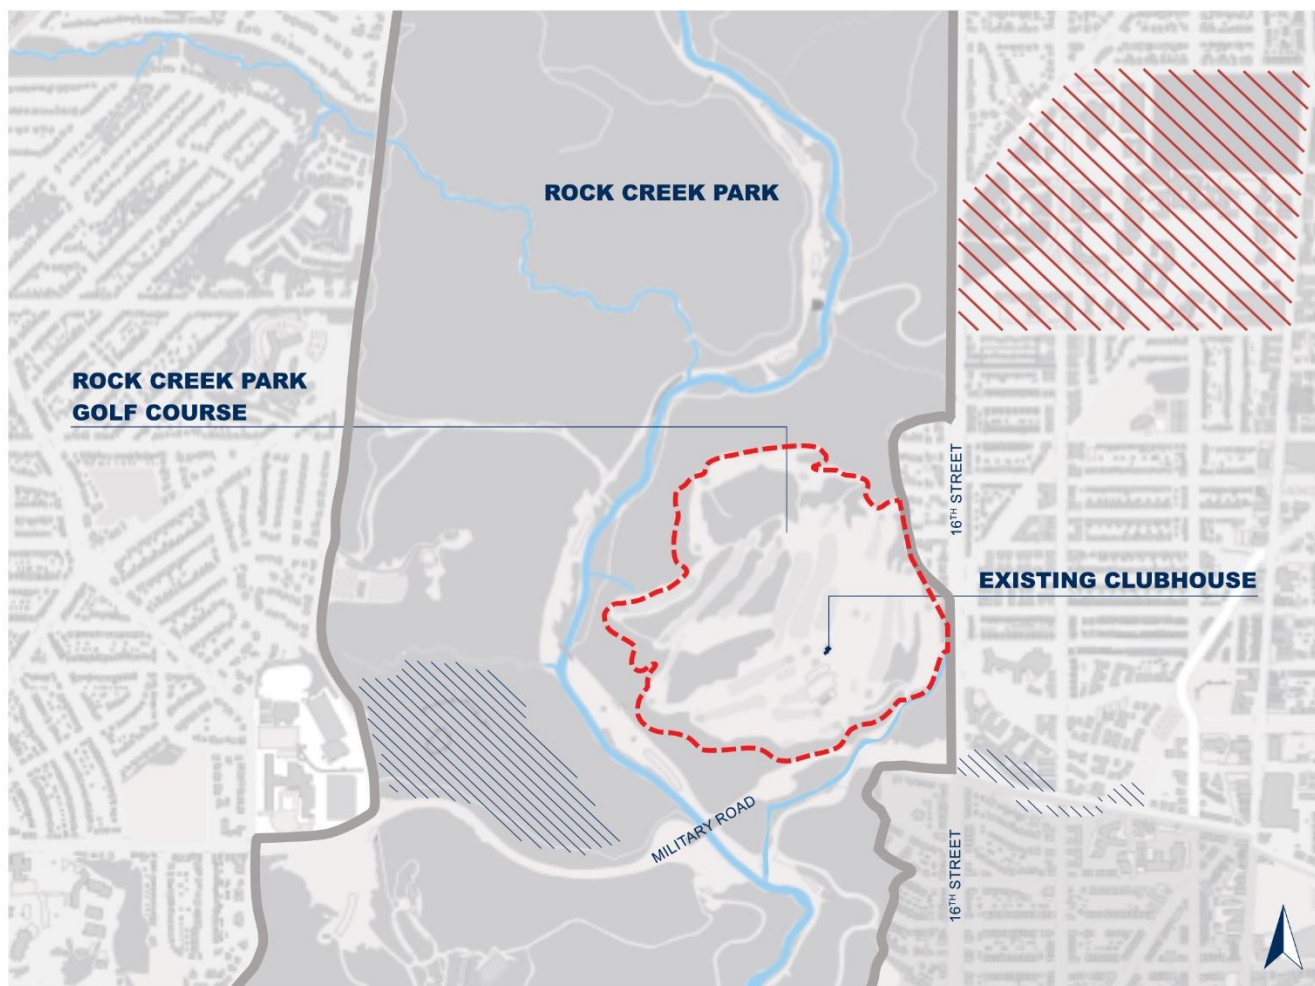 ROCK CREEK PARK
ROCK CREEK PARK
GOLF COURSE
16TH STREET
EXISTING CLUBHOUSE
MILITARY ROAD
16TH STREET